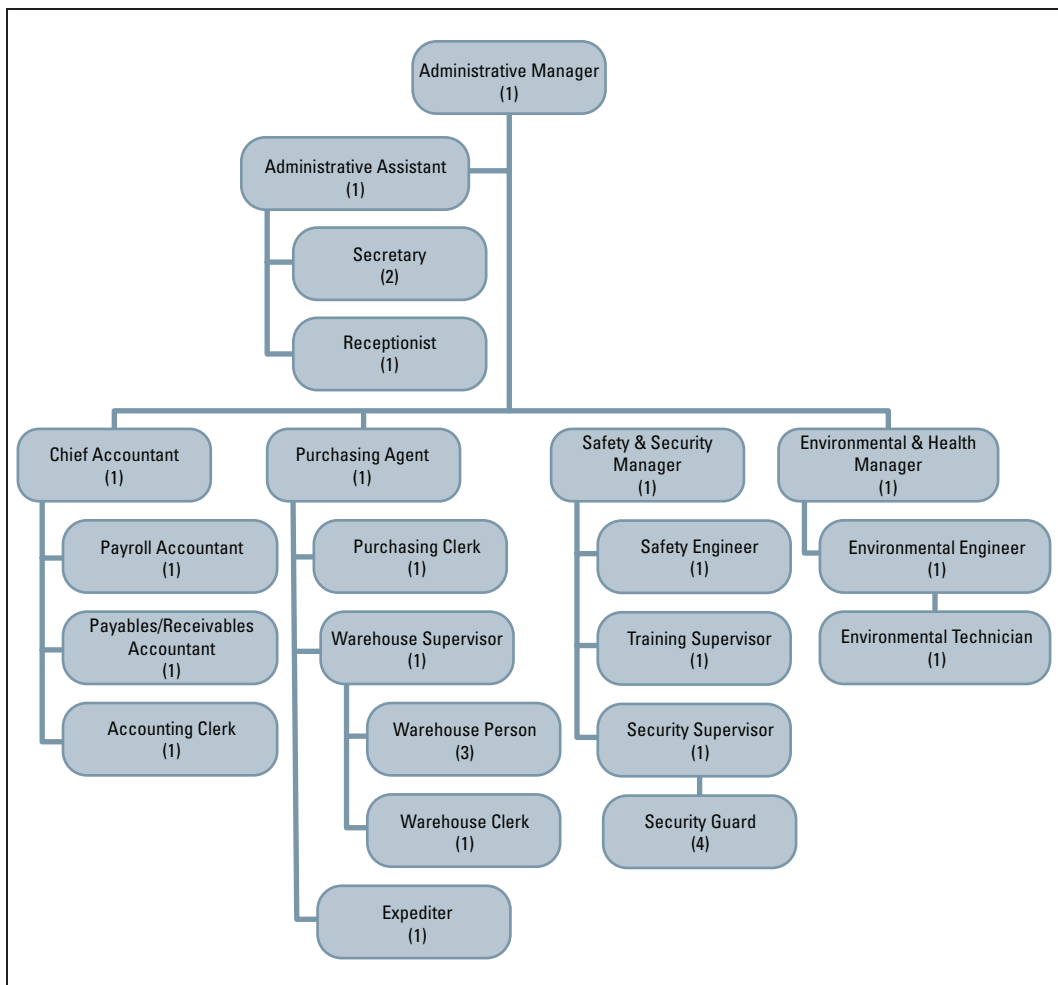 Administrative Manager
(1)
Administrative Assistant
(1)
Secretary
(2)
Receptionist
(1)
Chief Accountant
(1)
Payroll Accountant
(1)
Payables/Receivables
Accountant
(1)
Accounting Clerk
(1)
Purchasing Agent
(1)
Purchasing Clerk
(1)
Warehouse Supervisor
(1)
Warehouse Person
(3)
Warehouse Clerk
(1)
Expediter
(1)
Safety & Security
Manager
(1)
Safety Engineer
(1)
Training Supervisor
(1)
Security Supervisor
(1)
Security Guard
(4)
Environmental & Health
Manager
(1)
Environmental Engineer
(1)
Environmental Technician
(1)